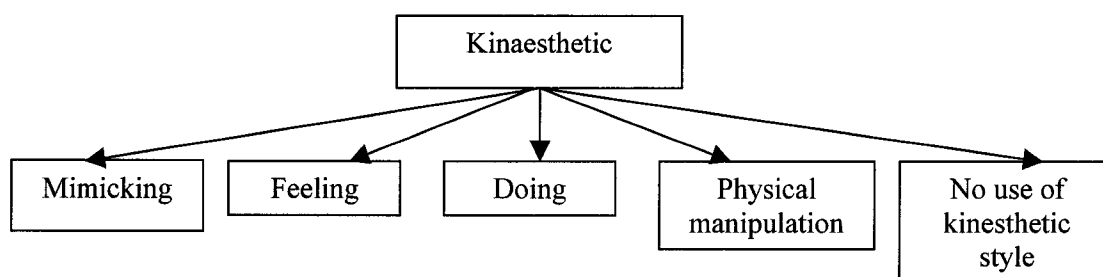 Kinaesthetic
Mimicking
Feeling
Doing
Physical
manipulation
No use of
kinesthetic
style